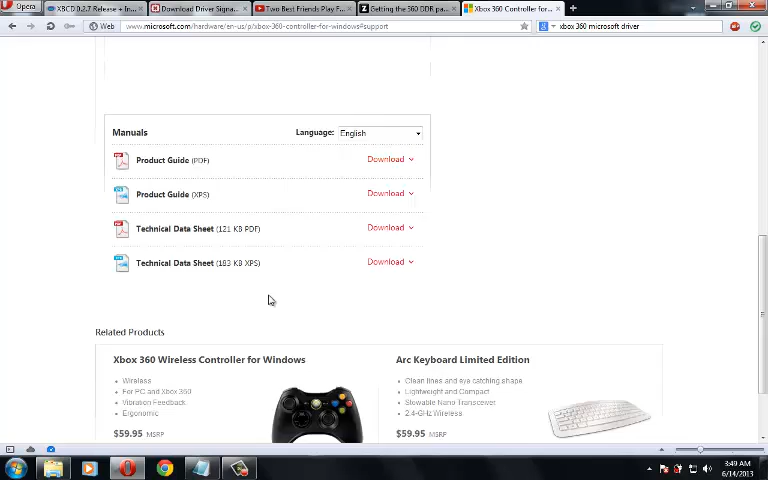 Opera
XBCD 0.2.7 Release + In...
Download Driver Signa...
Two Best Friends Play F...
Getting the 360 DDR pa...
Xbox 360 Controller for...
Web
www.microsoft.com/hardware/en-us/p/xbox-360-controller-for-windows#support
xbox 360 microsoft driver
Manuals
Language:
English
Product Guide (PDF)
Download
Product Guide (XPS)
Download
Technical Data Sheet (121 KB PDF)
Download
Technical Data Sheet (183 KB XPS)
Download
Related Products
Xbox 360 Wireless Controller for Windows
Wireless
For PC and Xbox 360
Vibration Feedback
Ergonomic
$59.95 MSRP
Arc Keyboard Limited Edition
Clean lines and eye catching shape
Lightweight and Compact
Stowable Nano Transceiver
2.4-GHz Wireless
$59.95 MSRP
3:49 AM
6/14/2013